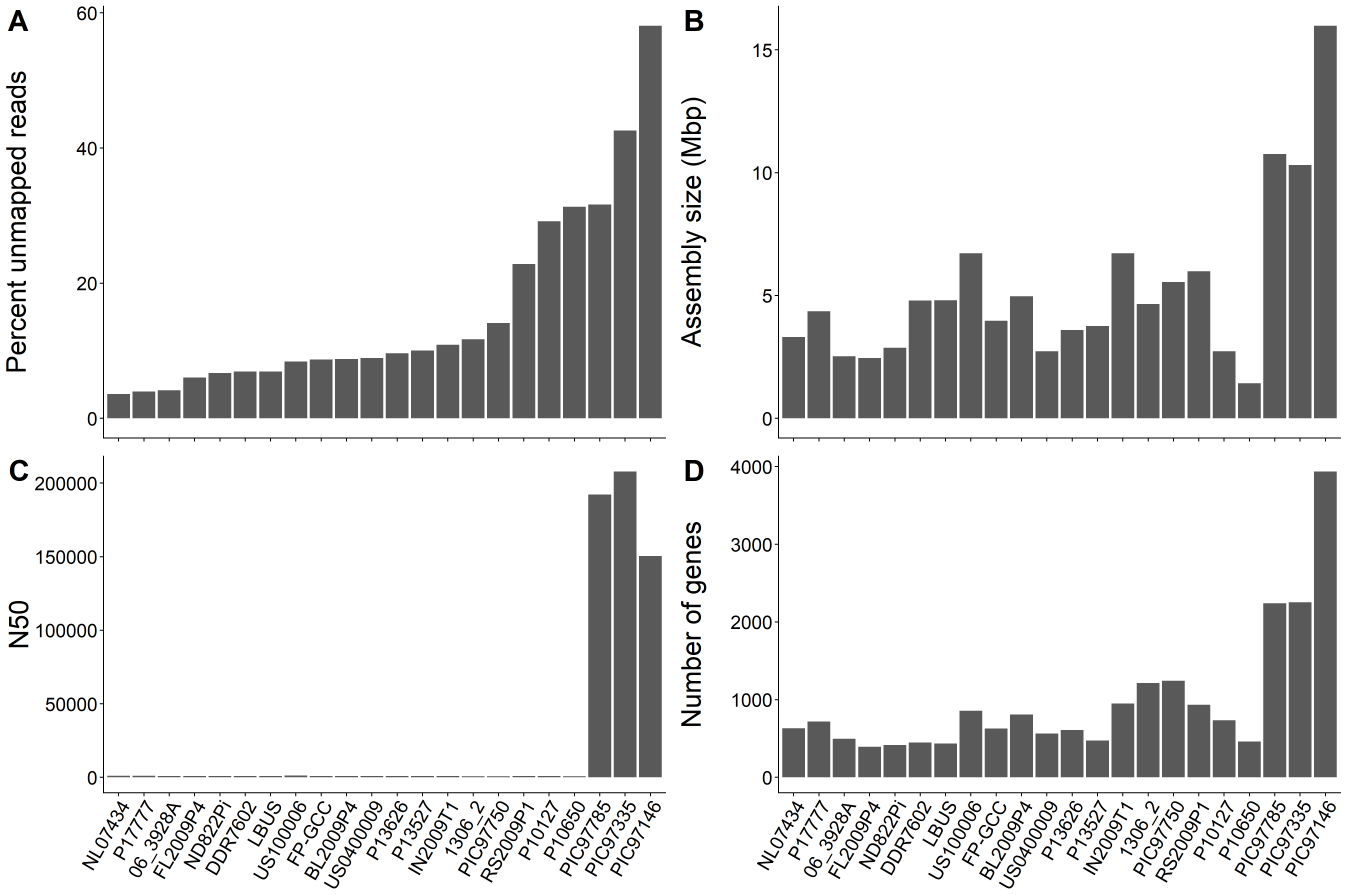 A
Percent unmapped reads
60
40
20
0
B
Assembly size (Mbp)
15
10
5
0
C
N50
200000
150000
100000
50000
0
NL07434
P17777
06_3928A
FL2009P4
ND822Pi
DDR7602
LBUS
US100006
FP-GCC
BL2009P4
US0400009
P13626
P13527
IN2009T1
1306_2
PIC97750
RS2009P1
P10127
P10650
PIC97785
PIC97335
PIC97146
D
Number of genes
4000
3000
2000
1000
0
NL07434
P17777
06_3928A
FL2009P4
ND822Pi
DDR7602
LBUS
US100006
FP-GCC
BL2009P4
US0400009
P13626
P13527
IN2009T1
1306_2
PIC97750
RS2009P1
P10127
P10650
PIC97785
PIC97335
PIC97146